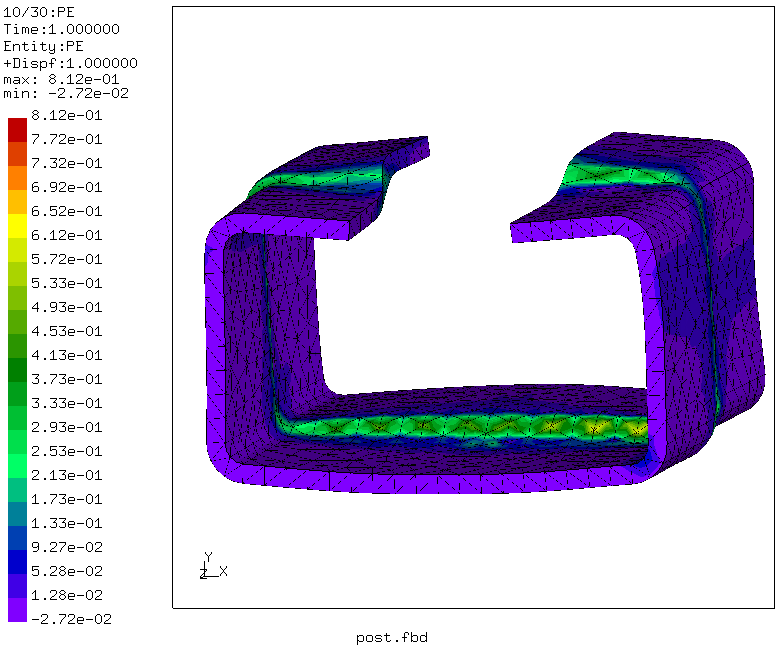 10/30:PE
Time:1.000000
Entity:PE
+Dispf:1.000000
max: 8.12e-01
min: -2.72e-02
8.12e-01
7.72e-01
7.32e-01
6.92e-01
6.52e-01
6.12e-01
5.72e-01
5.33e-01
4.93e-01
4.53e-01
4.13e-01
3.73e-01
3.33e-01
2.93e-01
2.53e-01
2.13e-01
1.73e-01
1.33e-01
9.27e-02
5.28e-02
1.28e-02
-2.72e-02
Y
Z X
post.fbd